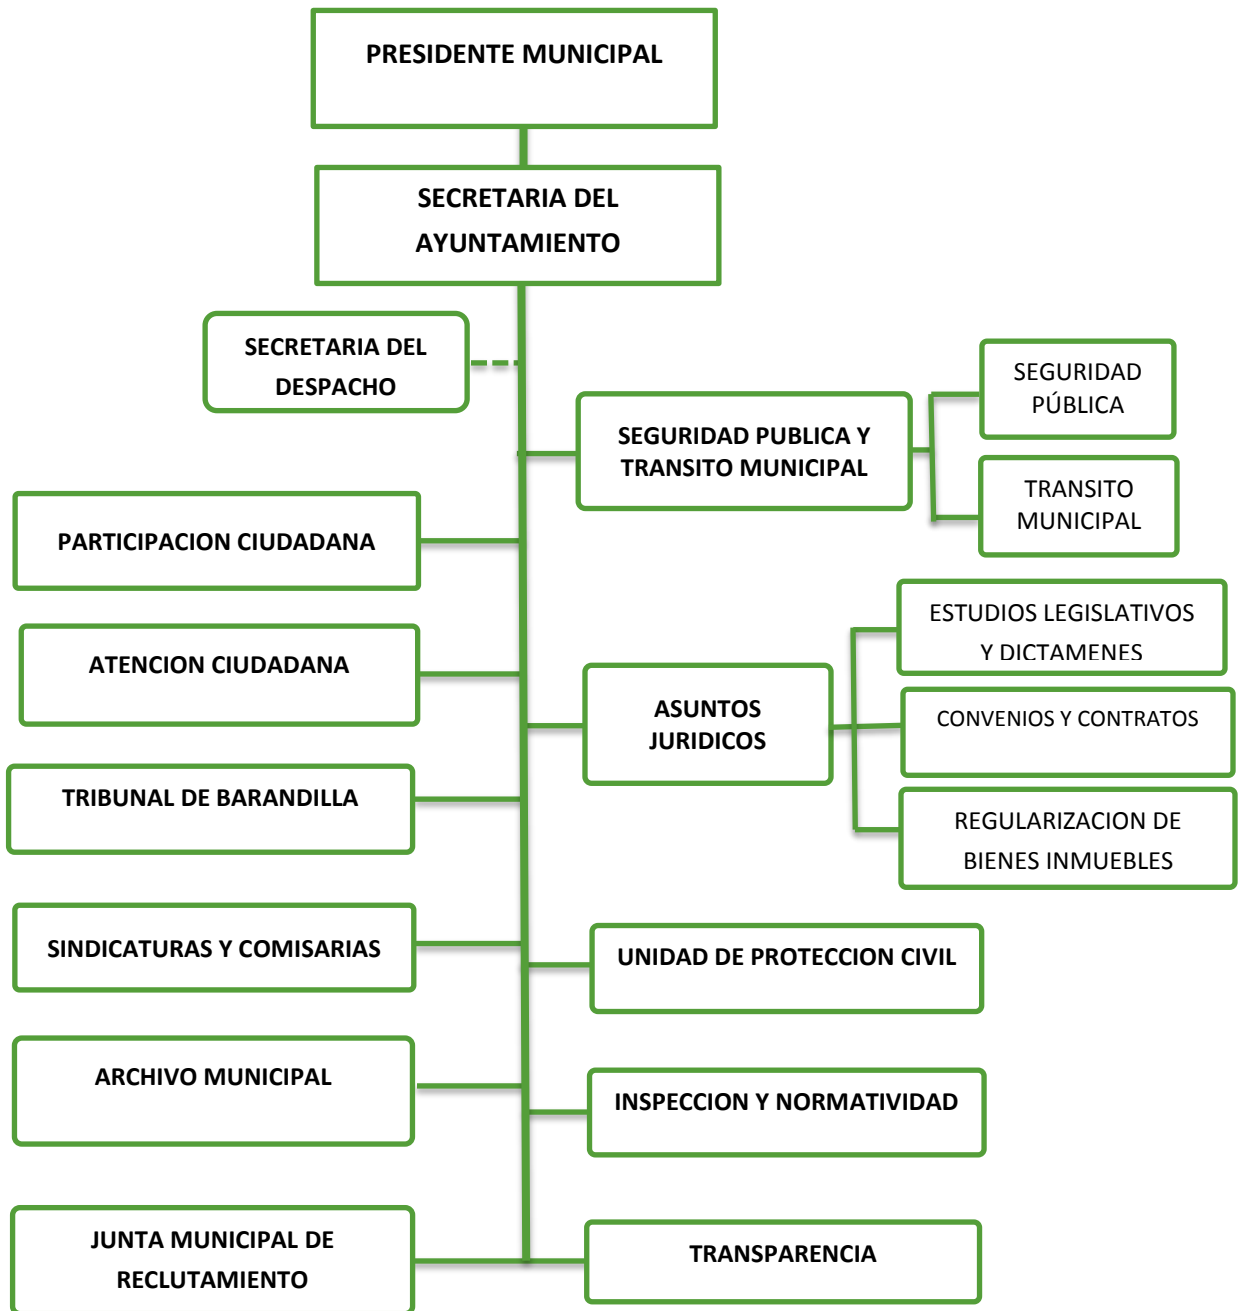 PRESIDENTE MUNICIPAL
SECRETARIA DEL
AYUNTAMIENTO
SECRETARIA DEL
DESPACHO
SEGURIDAD PUBLICA Y
TRANSITO MUNICIPAL
SEGURIDAD
PÚBLICA
TRANSITO
MUNICIPAL
PARTICIPACION CIUDADANA
ATENCION CIUDADANA
ASUNTOS
JURIDICOS
ESTUDIOS LEGISLATIVOS
Y DICTAMENES
CONVENIOS Y CONTRATOS
REGULARIZACION DE
BIENES INMUEBLES
TRIBUNAL DE BARANDILLA
SINDICATURAS Y COMISARIAS
UNIDAD DE PROTECCION CIVIL
ARCHIVO MUNICIPAL
INSPECCION Y NORMATIVIDAD
JUNTA MUNICIPAL DE
RECLUTAMIENTO
TRANSPARENCIA